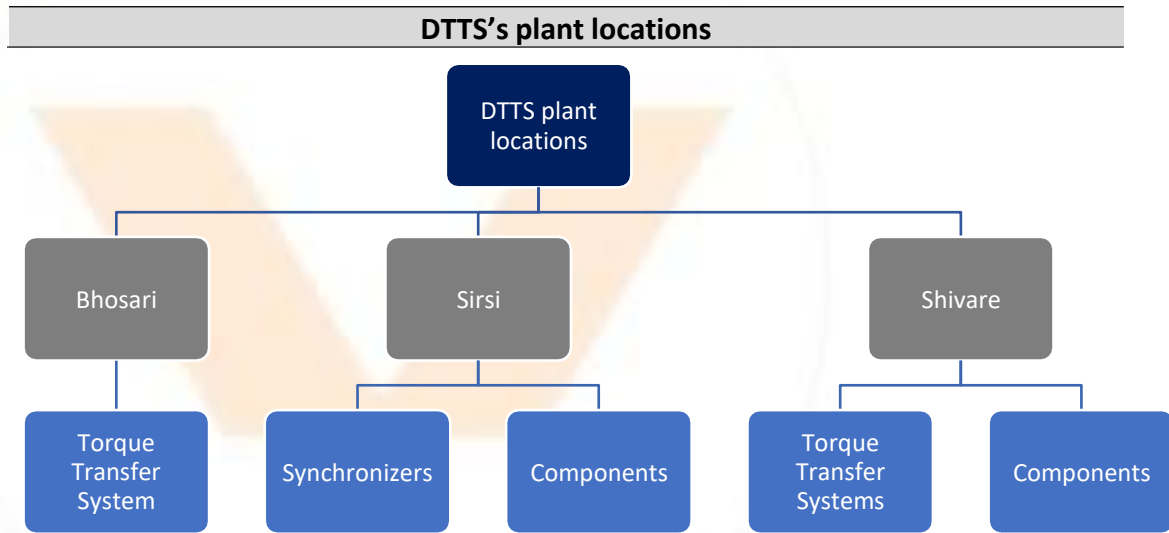 DTTS's plant locations
DTTS plant
locations
Bhosari
Sirsi
Shivare
Torque
Transfer
System
Synchronizers
Components
Torque
Transfer
Systems
Components